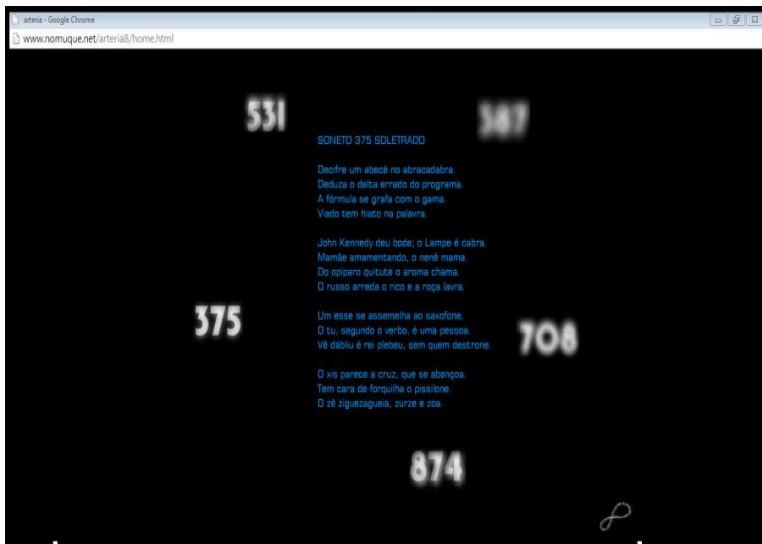 arteria - Google Chrome
www.nomuque.net/arteria8/home.html
531
387
SONETO 375 SOLETRADO
Decifre um abecê no abracadabra.
Deduza o delta errado do programa.
A fórmula se grafa com o gama.
Viado tem hiato na palavra.
John Kennedy deu bode; o Lampe é cabra.
Mamãe amamentando, o nenê mama.
Do opíparo quitute o aroma chama.
O russo arreda o rico e a roça lavra.
375
Um esse se assemelha ao saxofone.
O tu, segundo o verbo, é uma pessoa.
Vê dábliu é rei plebeu, sem quem destrone.
708
O xis parece a cruz, que se abençoa.
Tem cara de forquilha o pissilone.
O zê ziguezagueia, zurze e zoa.
874